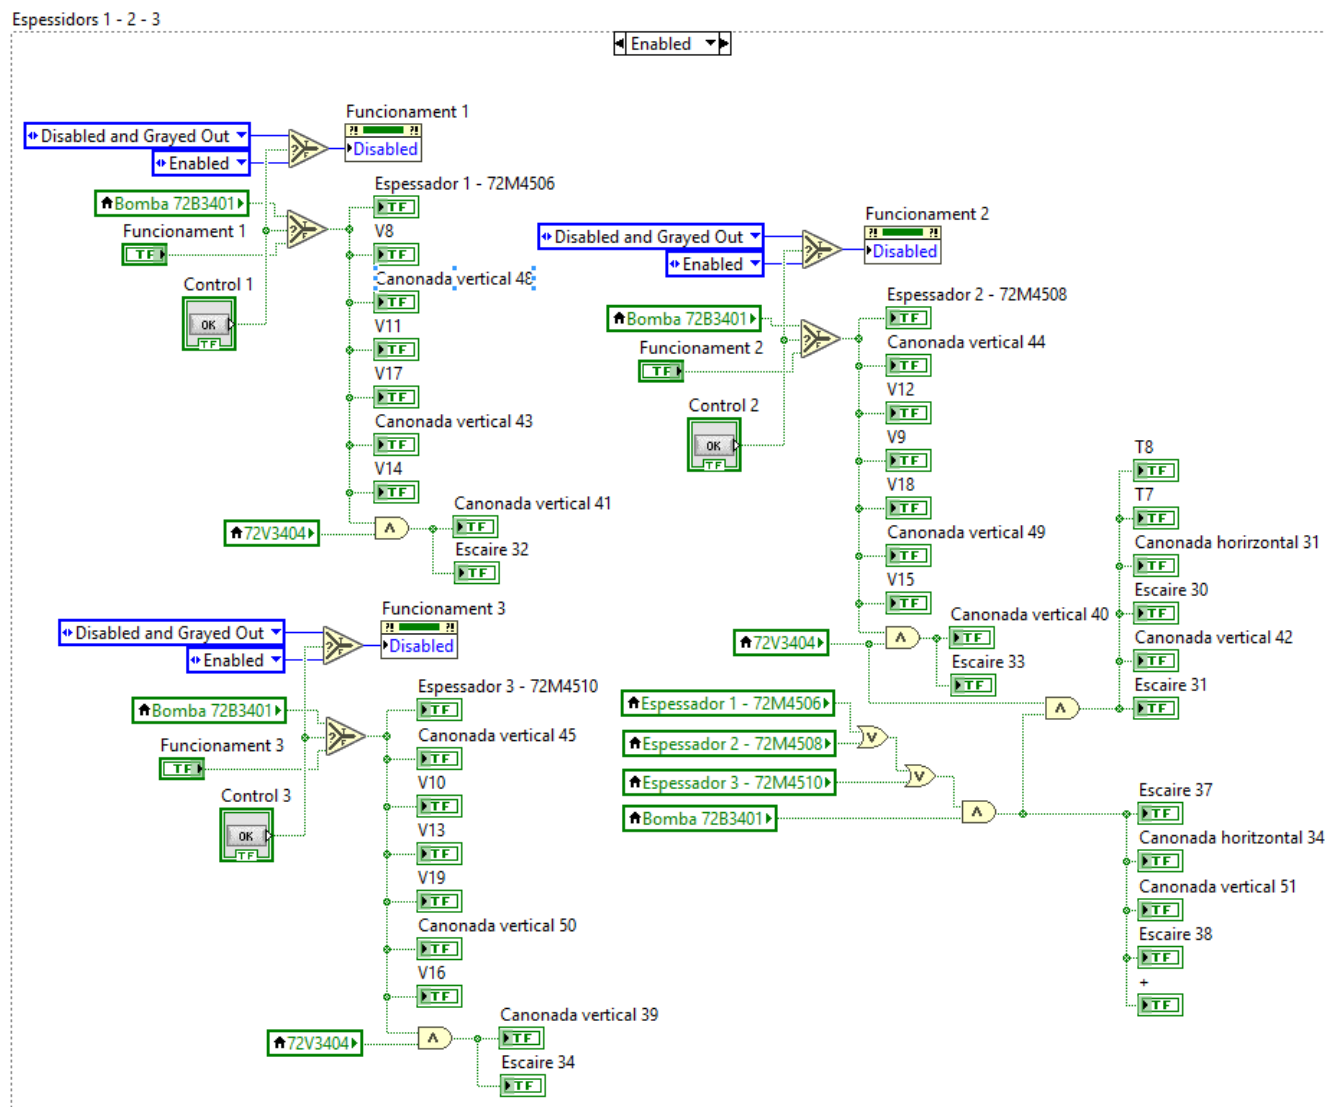 Espessidors 1 - 2 - 3
Enabled
Funcionament 1
Disabled and Grayed Out
Enabled
Disabled
Bomba 72B3401
Funcionament 1
TF
Control 1
OK
TF
Espessador 1 - 72M4506
TF
V8
TF
Canonada vertical 48
TF
V11
TF
V17
TF
Canonada vertical 43
TF
V14
TF
72V3404
Canonada vertical 41
TF
Escaire 32
TF
Funcionament 2
Disabled and Grayed Out
Enabled
Disabled
Bomba 72B3401
Funcionament 2
TF
Control 2
OK
TF
Espessador 2 - 72M4508
TF
Canonada vertical 44
TF
V12
TF
V9
TF
V18
TF
Canonada vertical 49
TF
V15
TF
72V3404
Canonada vertical 40
TF
Escaire 33
TF
T8
TF
T7
TF
Canonada horirzontal 31
TF
Escaire 30
TF
Canonada vertical 42
TF
Escaire 31
TF
Funcionament 3
Disabled and Grayed Out
Enabled
Disabled
Bomba 72B3401
Funcionament 3
TF
Control 3
OK
TF
Espessador 3 - 72M4510
TF
Canonada vertical 45
TF
V10
TF
V13
TF
V19
TF
Canonada vertical 50
TF
V16
TF
72V3404
Canonada vertical 39
TF
Escaire 34
TF
Espessador 1 - 72M4506
Espessador 2 - 72M4508
Espessador 3 - 72M4510
Bomba 72B3401
Escaire 37
TF
Canonada horitzontal 34
TF
Canonada vertical 51
TF
Escaire 38
TF
+
TF